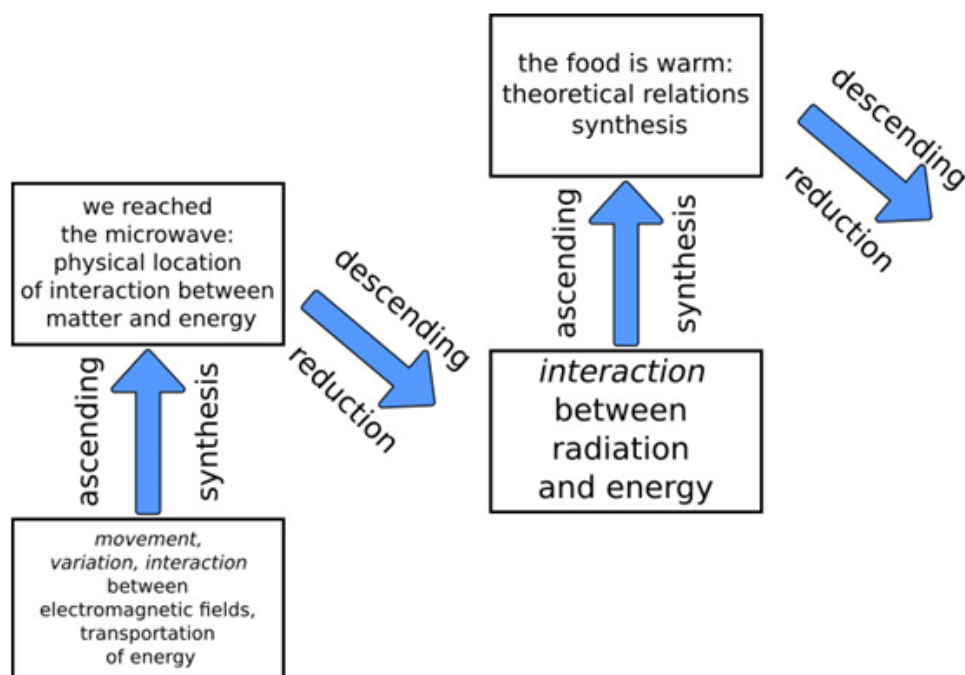 movement,
variation, interaction
between
electromagnetic fields,
transportation
of energy
ascending
synthesis
we reached
the microwave:
physical location
of interaction between
matter and energy
descending
reduction
interaction
between
radiation
and energy
ascending
synthesis
the food is warm:
theoretical relations
synthesis
descending
reduction